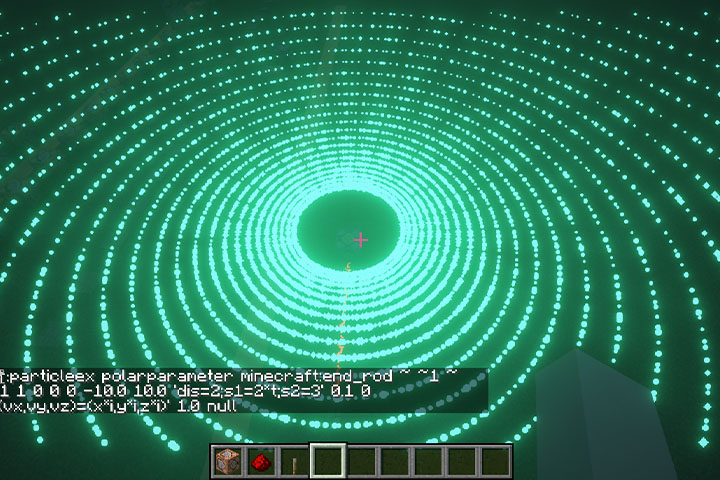 /:particleex polarparameter minecraft:end_rod ~ ~1 ~
1 1 0 0 0 -10.0 10.0 'dis=2;s1=2*t;s2=3' 0.1 0
(vx,vy,vz)=(x*i,y*i,z*i)' 1.0 null